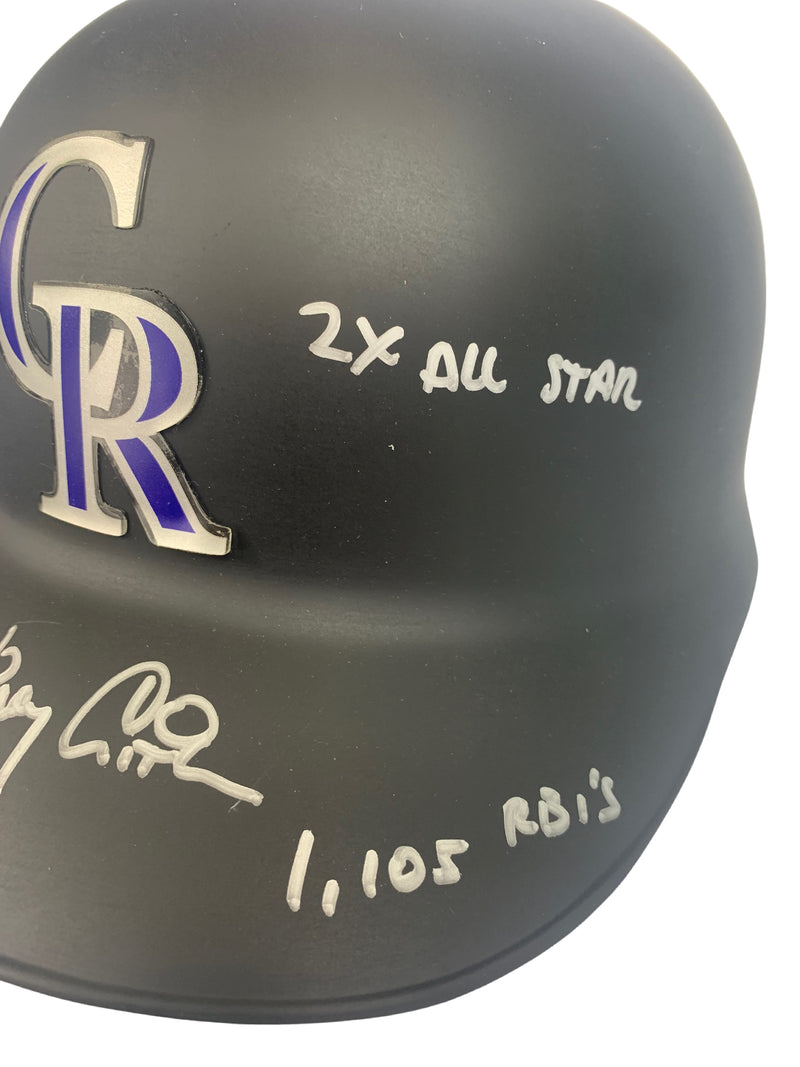 CR
2X ALL STAR
1,105 RBI'S